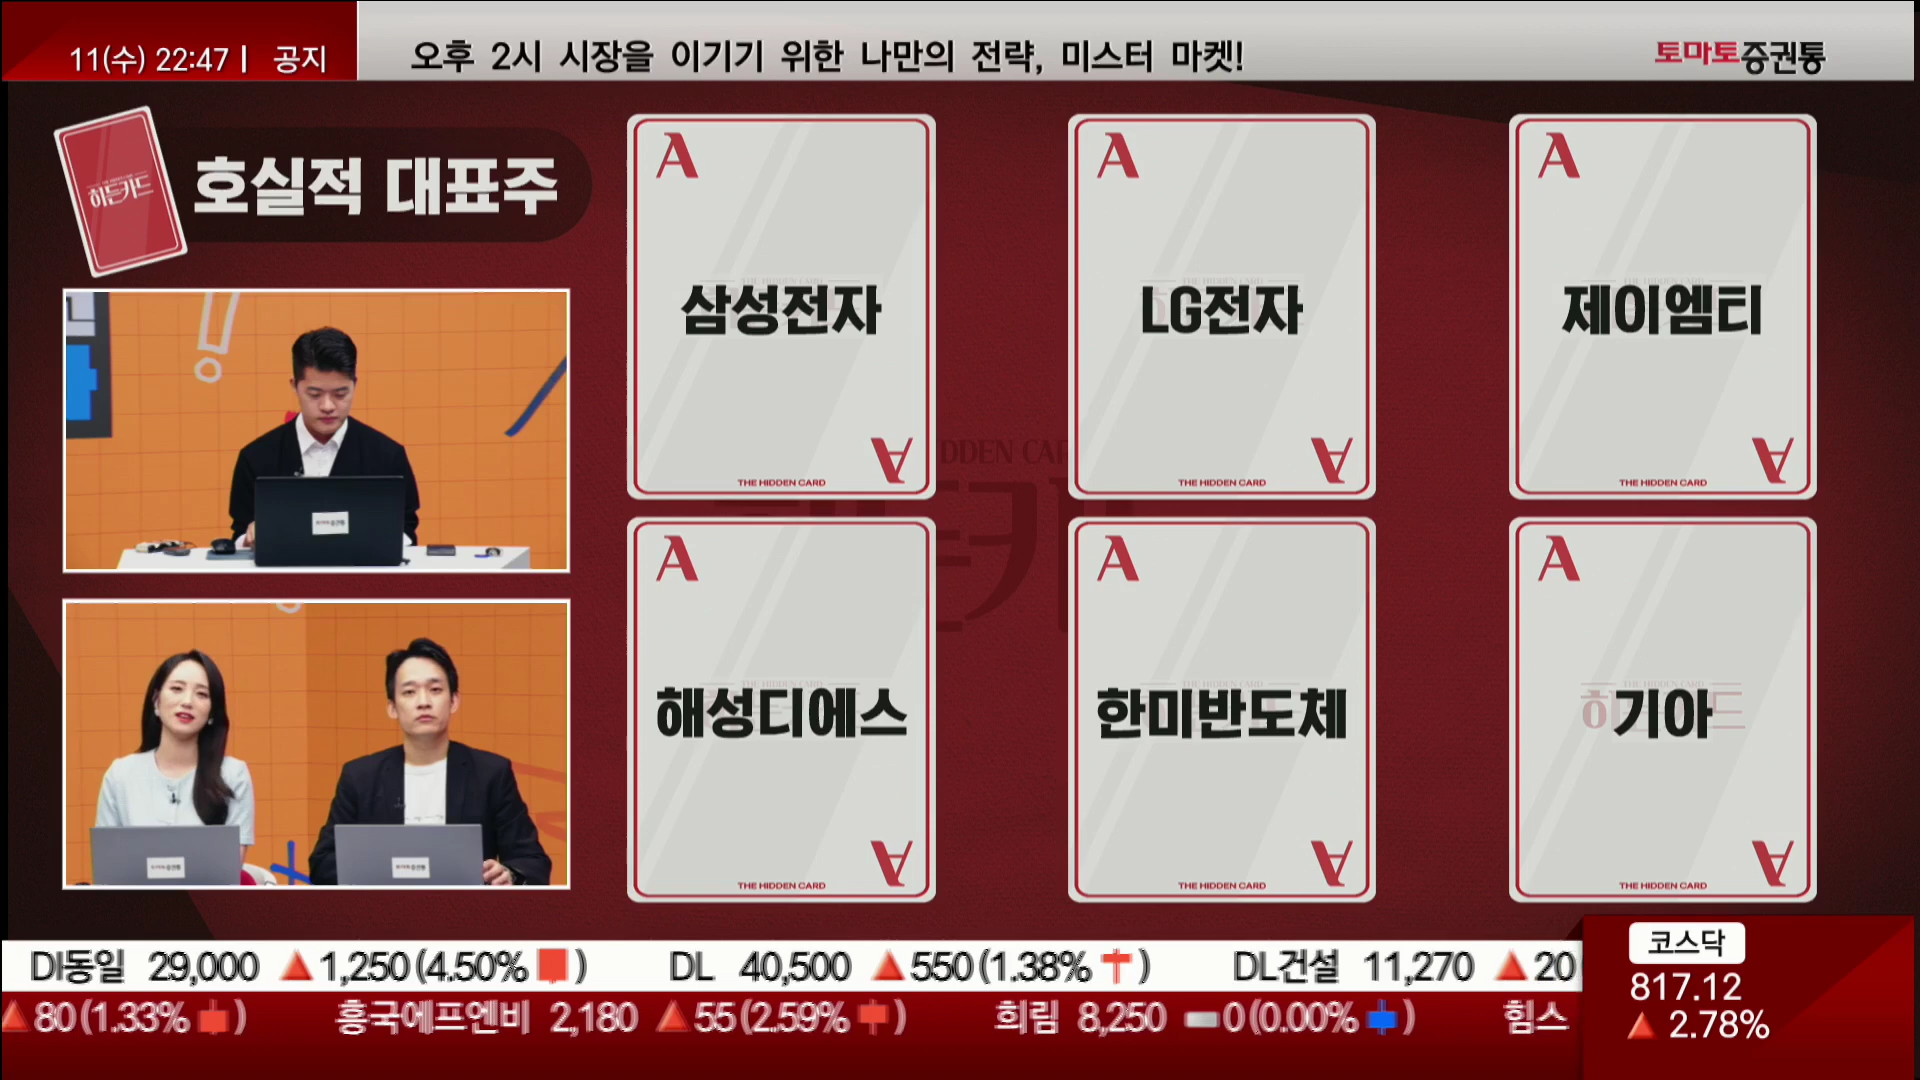 11(수) 22:47 | 공지
오후 2시 시장을 이기기 위한 나만의 전략, 미스터 마켓!
토마토증권통
히든카드
호실적 대표주
A
삼성전자
A
THE HIDDEN CARD
A
LG전자
A
THE HIDDEN CARD
A
제이엠티
A
THE HIDDEN CARD
A
해성디에스
A
THE HIDDEN CARD
A
한미반도체
A
THE HIDDEN CARD
A
기아
A
THE HIDDEN CARD
DI동일 29,000 ▲1,250(4.50%) DL 40,500 ▲550(1.38%) DL건설 11,270 ▲20
▲80(1.33%) 흥국에프엔비 2,180 ▲55(2.59%) 희림 8,250 0(0.00%) 힘스
코스닥
817.12
▲ 2.78%